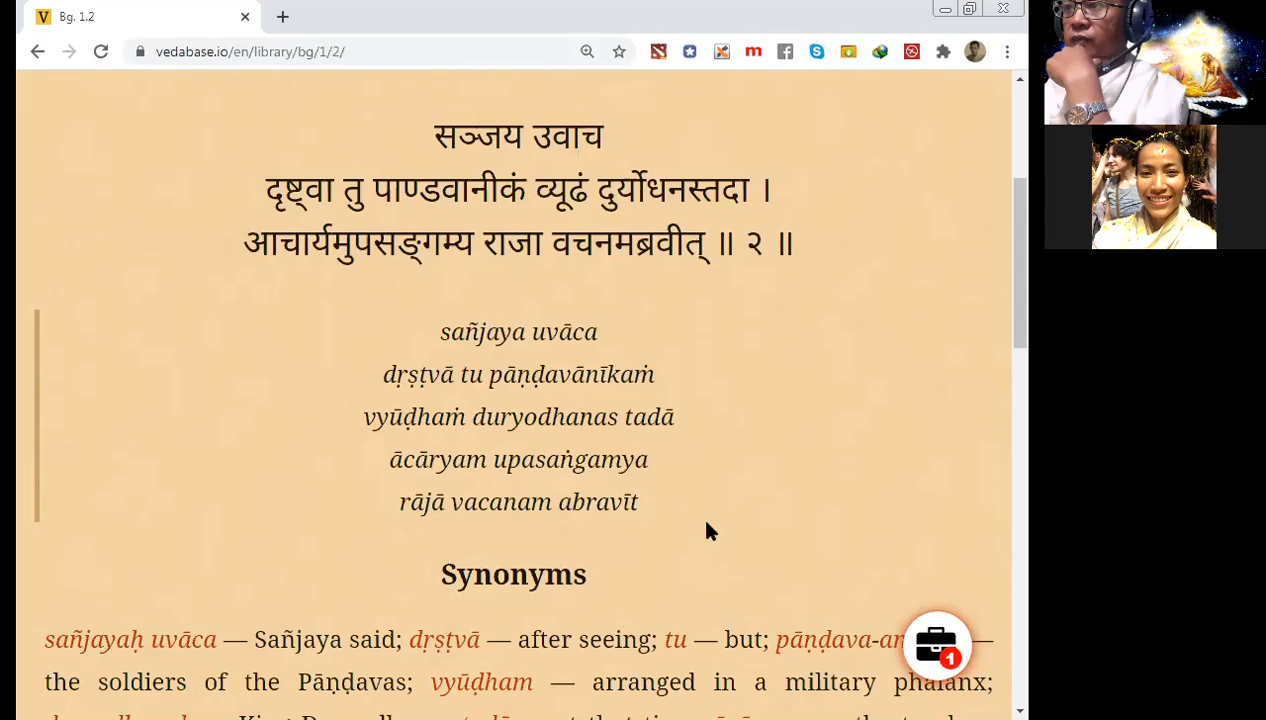 Bg. 1.2
vedabase.io/en/library/bg/1/2/
सञ्जय उवाच
दृष्ट्वा तु पाण्डवानीकं व्यूढं दुर्योधनस्तदा ।
आचार्यमुपसङ्गम्य राजा वचनमब्रवीत् ॥ २ ॥
sañjaya uvāca
dṛṣṭvā tu pāṇḍavānīkaṁ
vyūḍhaṁ duryodhanas tadā
ācāryam upasaṅgamya
rājā vacanam abravīt
Synonyms
sañjayaḥ uvāca — Sañjaya said; dṛṣṭvā — after seeing; tu — but; —
the soldiers of the Pāṇḍavas; vyūḍham — arranged in a military phalanx;
1